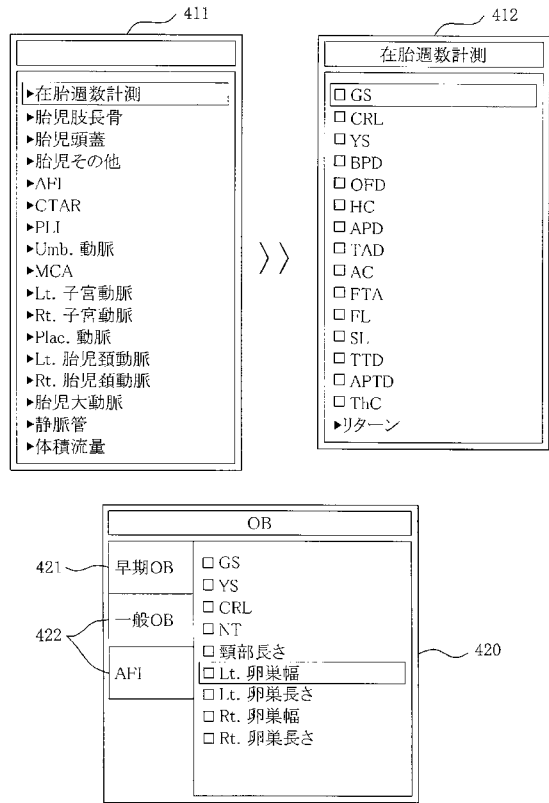 411
▶在胎週数計測
▶胎児肢長骨
▶胎児頭蓋
▶胎児その他
▶AFI
▶CTAR
▶PLI
▶Umb. 動脈
▶MCA
▶Lt. 子宮動脈
▶Rt. 子宮動脈
▶Plac. 動脈
▶Lt. 胎児頚動脈
▶Rt. 胎児頚動脈
▶胎児大動脈
▶静脈管
▶体積流量
412
在胎週数計測
□ GS
□ CRL
□ YS
□ BPD
□ OFD
□ HC
□ APD
□ TAD
□ AC
□ FTA
□ FL
□ SL
□ TTD
□ APTD
□ ThC
▶リターン
OB
421
早期OB
422
一般OB
AFI
□ GS
□ YS
□ CRL
□ NT
□ 頸部長さ
□ Lt. 卵巣幅
□ Lt. 卵巣長さ
□ Rt. 卵巣幅
□ Rt. 卵巣長さ
420